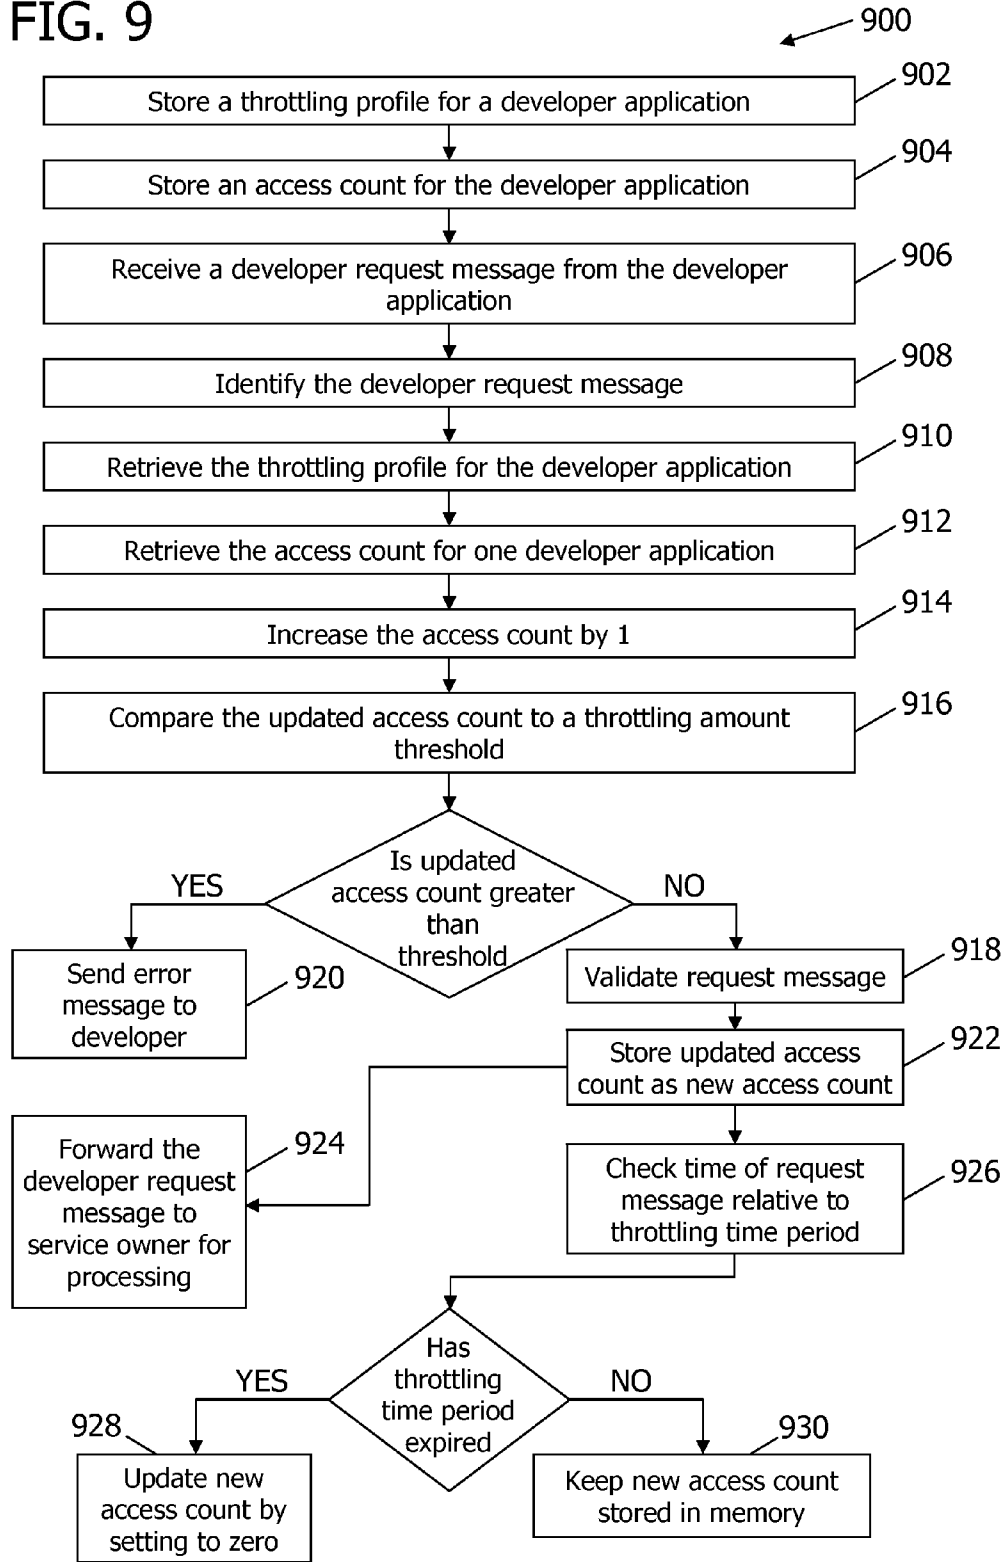 FIG. 9
900
902
Store a throttling profile for a developer application
904
Store an access count for the developer application
906
Receive a developer request message from the developer
application
908
Identify the developer request message
910
Retrieve the throttling profile for the developer application
912
Retrieve the access count for one developer application
914
Increase the access count by 1
916
Compare the updated access count to a throttling amount
threshold
Is updated
access count greater
than
threshold
YES
NO
Send error
message to
developer
920
Validate request message
918
Store updated access
count as new access count
922
Forward the
developer request
message to
service owner for
processing
924
Check time of request
message relative to
throttling time period
926
Has
throttling
time period
expired
YES
NO
928
Update new
access count by
setting to zero
930
Keep new access count
stored in memory